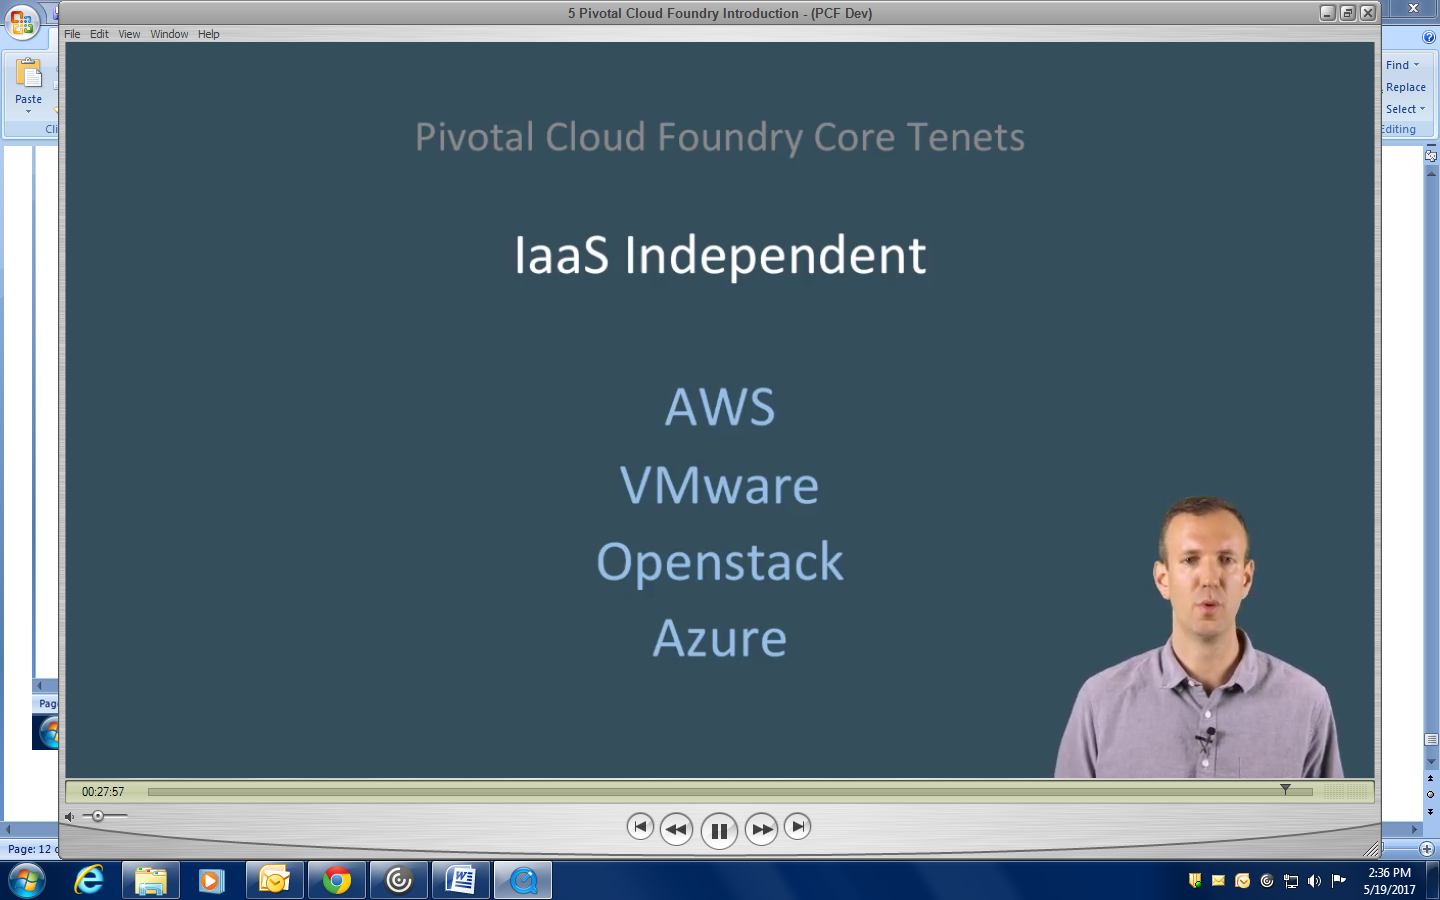 5 Pivotal Cloud Foundry Introduction - (PCF Dev)
File Edit View Window Help
Paste
Find
Replace
Select
Editing
Pivotal Cloud Foundry Core Tenets
IaaS Independent
AWS
VMware
Openstack
Azure
00:27:57
Page: 12
2:36 PM
5/19/2017